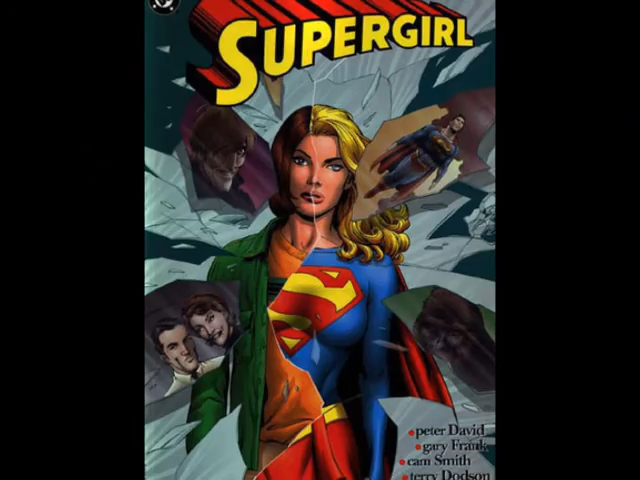 SUPERGIRL
peter David
gary Frank
cam Smith
terry Dodson